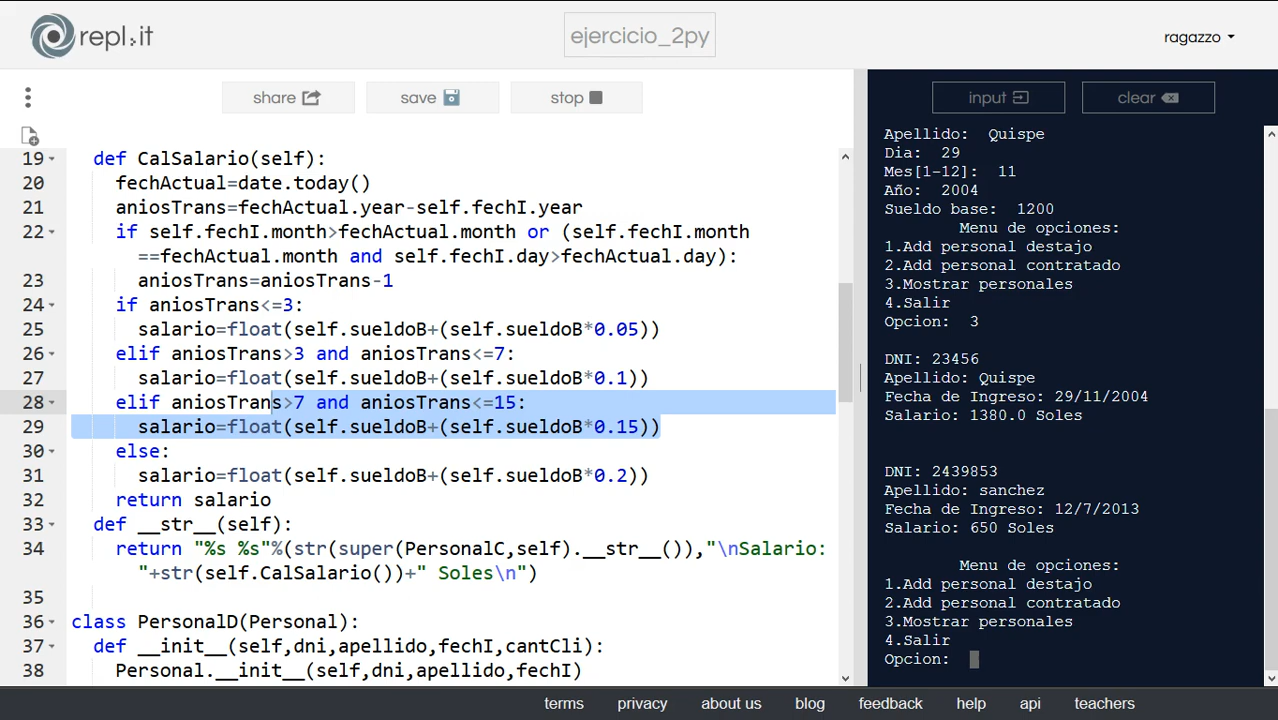 repl.it
ejercicio_2py
ragazzo
share
save
stop
input
clear
19 def CalSalario(self):
20 fechActual=date.today()
21 aniosTrans=fechActual.year-self.fechI.year
22 if self.fechI.month>fechActual.month or (self.fechI.month
==fechActual.month and self.fechI.day>fechActual.day):
23 aniosTrans=aniosTrans-1
24 if aniosTrans<=3:
25 salario=float(self.sueldoB+(self.sueldoB*0.05))
26 elif aniosTrans>3 and aniosTrans<=7:
27 salario=float(self.sueldoB+(self.sueldoB*0.1))
28 elif aniosTrans>7 and aniosTrans<=15:
29 salario=float(self.sueldoB+(self.sueldoB*0.15))
30 else:
31 salario=float(self.sueldoB+(self.sueldoB*0.2))
32 return salario
33 def __str__(self):
34 return "%s %s"%(str(super(PersonalC,self).__str__()),"\nSalario:
"+str(self.CalSalario())+" Soles\n")
35
36 class PersonalD(Personal):
37 def __init__(self,dni,apellido,fechI,cantCli):
38 Personal.__init__(self,dni,apellido,fechI)
Apellido: Quispe
Dia: 29
Mes[1-12]: 11
Año: 2004
Sueldo base: 1200
Menu de opciones:
1.Add personal destajo
2.Add personal contratado
3.Mostrar personales
4.Salir
Opcion: 3
DNI: 23456
Apellido: Quispe
Fecha de Ingreso: 29/11/2004
Salario: 1380.0 Soles
DNI: 2439853
Apellido: sanchez
Fecha de Ingreso: 12/7/2013
Salario: 650 Soles
Menu de opciones:
1.Add personal destajo
2.Add personal contratado
3.Mostrar personales
4.Salir
Opcion:
terms privacy about us blog feedback help api teachers